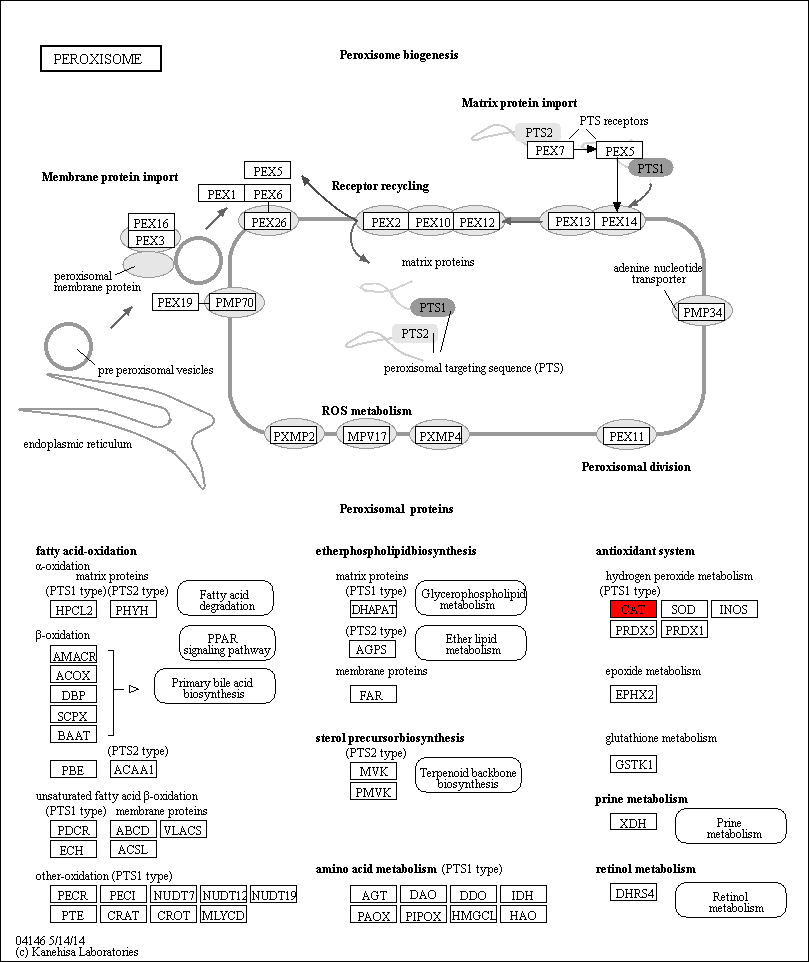 PEROXISOME
Peroxisome biogenesis
Matrix protein import
PTS2
PTS receptors
PEX7
PEX5
PTS1
Membrane protein import
PEX5
Receptor recycling
PEX1
PEX6
PEX16
PEX3
PEX26
PEX2
PEX10
PEX12
PEX13
PEX14
matrix proteins
adenine nucleotide
transporter
peroxisomal
membrane protein
PEX19
PMP70
PTS1
PMP34
PTS2
pre peroxisomal vesicles
peroxisomal targeting sequence (PTS)
ROS metabolism
endoplasmic reticulum
PXMP2
MPV17
PXMP4
PEX11
Peroxisomal division
Peroxisomal proteins
fatty acid-oxidation
α-oxidation
matrix proteins
(PTS1 type)
(PTS2 type)
HPCL2
PHYH
Fatty acid
degradation
β-oxidation
PPAR
signaling pathway
AMACR
ACOX
DBP
SCPX
BAAT
Primary bile acid
biosynthesis
(PTS2 type)
PBE
ACAA1
unsaturated fatty acid β-oxidation
(PTS1 type)
membrane proteins
PDCR
ABCD
VLACS
ECH
ACSL
other-oxidation (PTS1 type)
PECR
PECI
NUDT7
NUDT12
NUDT19
PTE
CRAT
CROT
MLYCD
etherphospholipidbiosynthesis
matrix proteins
(PTS1 type)
DHAPAT
Glycerophospholipid
metabolism
(PTS2 type)
AGPS
Ether lipid
metabolism
membrane proteins
FAR
sterol precursorbiosynthesis
(PTS2 type)
MVK
PMVK
Terpenoid backbone
biosynthesis
amino acid metabolism (PTS1 type)
AGT
DAO
DDO
IDH
PAOX
PIPOX
HMGCL
HAO
antioxidant system
hydrogen peroxide metabolism
(PTS1 type)
CAT
SOD
INOS
PRDX5
PRDX1
epoxide metabolism
EPHX2
glutathione metabolism
GSTK1
prine metabolism
XDH
Prine
metabolism
retinol metabolism
DHRS4
Retinol
metabolism
04146 5/14/14
(c) Kanehisa Laboratories